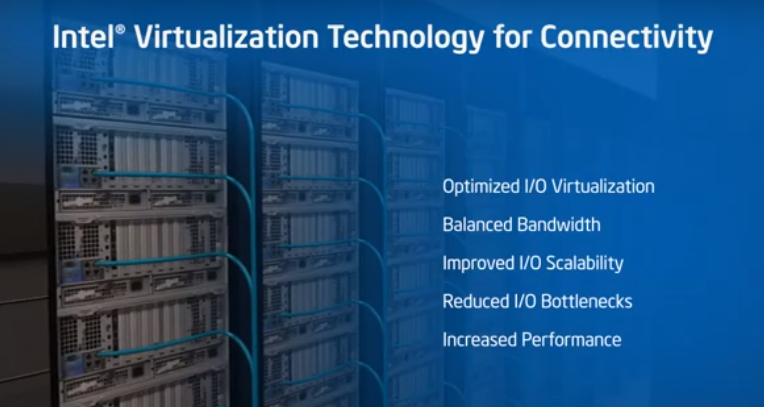 Intel® Virtualization Technology for Connectivity
Optimized I/O Virtualization
Balanced Bandwidth
Improved I/O Scalability
Reduced I/O Bottlenecks
Increased Performance